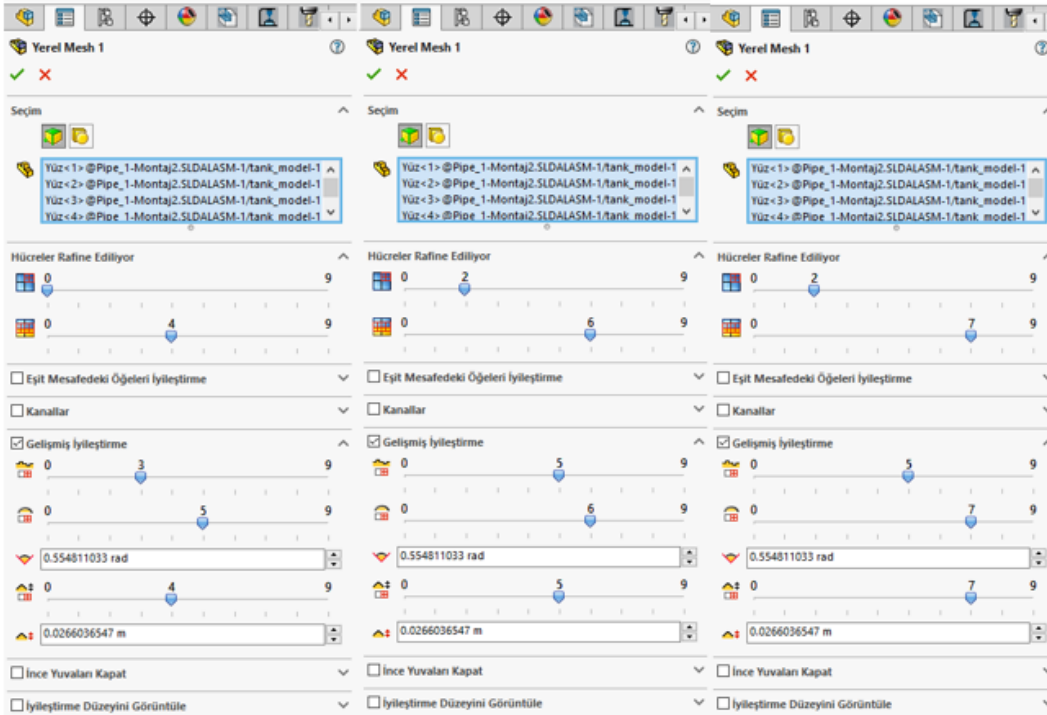 Yerel Mesh 1
Seçim
Yüz<1>@Pipe_1-Montaj2.SLDALASM-1/tank_model-1
Yüz<2>@Pipe_1-Montaj2.SLDALASM-1/tank_model-1
Yüz<3>@Pipe_1-Montaj2.SLDALASM-1/tank_model-1
Yüz<4>@Pipe_1-Montaj2.SLDALASM-1/tank_model-1
Hücreler Rafine Ediliyor
0 9
0 4 9
Eşit Mesafedeki Öğeleri İyileştirme
Kanallar
Gelişmiş İyileştirme
0 3 9
0 5 9
0.554811033 rad
0 4 9
0.0266036547 m
İnce Yuvaları Kapat
İyileştirme Düzeyini Görüntüle
Yerel Mesh 1
Seçim
Yüz<1>@Pipe_1-Montaj2.SLDALASM-1/tank_model-1
Yüz<2>@Pipe_1-Montaj2.SLDALASM-1/tank_model-1
Yüz<3>@Pipe_1-Montaj2.SLDALASM-1/tank_model-1
Yüz<4>@Pipe_1-Montaj2.SLDALASM-1/tank_model-1
Hücreler Rafine Ediliyor
0 2 9
0 6 9
Eşit Mesafedeki Öğeleri İyileştirme
Kanallar
Gelişmiş İyileştirme
0 5 9
0 6 9
0.554811033 rad
0 5 9
0.0266036547 m
İnce Yuvaları Kapat
İyileştirme Düzeyini Görüntüle
Yerel Mesh 1
Seçim
Yüz<1>@Pipe_1-Montaj2.SLDALASM-1/tank_model-1
Yüz<2>@Pipe_1-Montaj2.SLDALASM-1/tank_model-1
Yüz<3>@Pipe_1-Montaj2.SLDALASM-1/tank_model-1
Yüz<4>@Pipe_1-Montaj2.SLDALASM-1/tank_model-1
Hücreler Rafine Ediliyor
0 2 9
0 7 9
Eşit Mesafedeki Öğeleri İyileştirme
Kanallar
Gelişmiş İyileştirme
0 5 9
0 7 9
0.554811033 rad
0 7 9
0.0266036547 m
İnce Yuvaları Kapat
İyileştirme Düzeyini Görüntüle